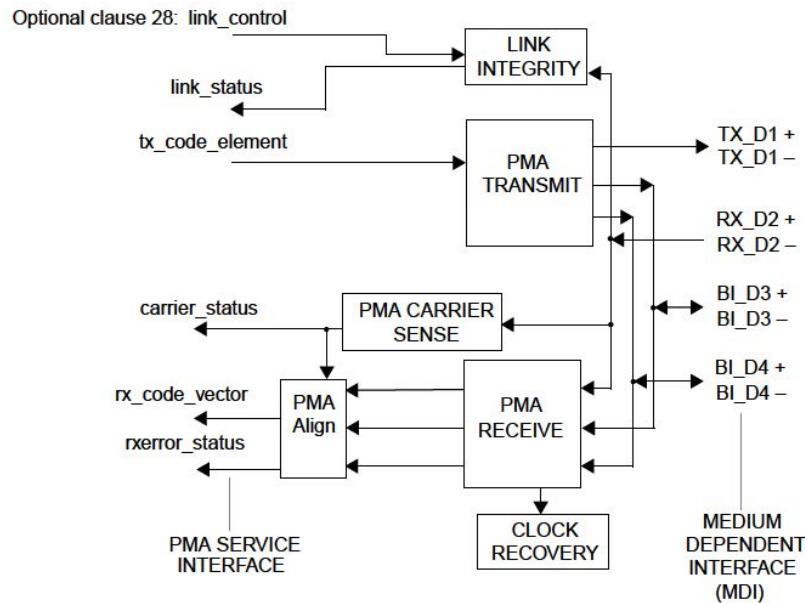 Optional clause 28: link_control
LINK
INTEGRITY
link_status
tx_code_element
PMA
TRANSMIT
TX_D1 +
TX_D1 –
RX_D2 +
RX_D2 –
carrier_status
PMA CARRIER
SENSE
BI_D3 +
BI_D3 –
rx_code_vector
rxerror_status
PMA
Align
PMA
RECEIVE
BI_D4 +
BI_D4 –
PMA SERVICE
INTERFACE
CLOCK
RECOVERY
MEDIUM
DEPENDENT
INTERFACE
(MDI)